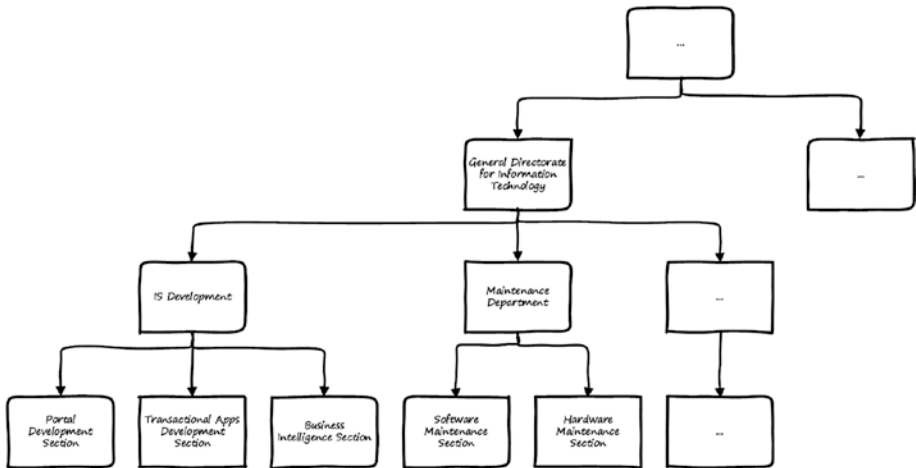 ...
General Directorate
for Information
Technology
...
IS Development
Maintenance
Department
...
Portal
Development
Section
Transactional Apps
Development
Section
Business
Intelligence Section
Software
Maintenance
Section
Hardware
Maintenance
Section
...